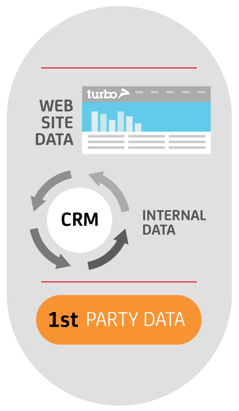 turbo
WEB
SITE
DATA
CRM
INTERNAL
DATA
1st PARTY DATA